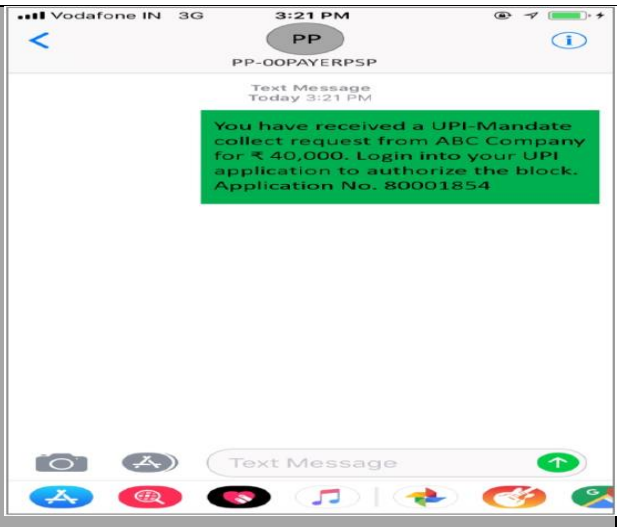 Vodafone IN 3G 3:21 PM
PP
PP-OOPAYERPSP
Text Message
Today 3:21 PM
You have received a UPI-Mandate
collect request from ABC Company
for ₹ 40,000. Login into your UPI
application to authorize the block.
Application No. 80001854
Text Message